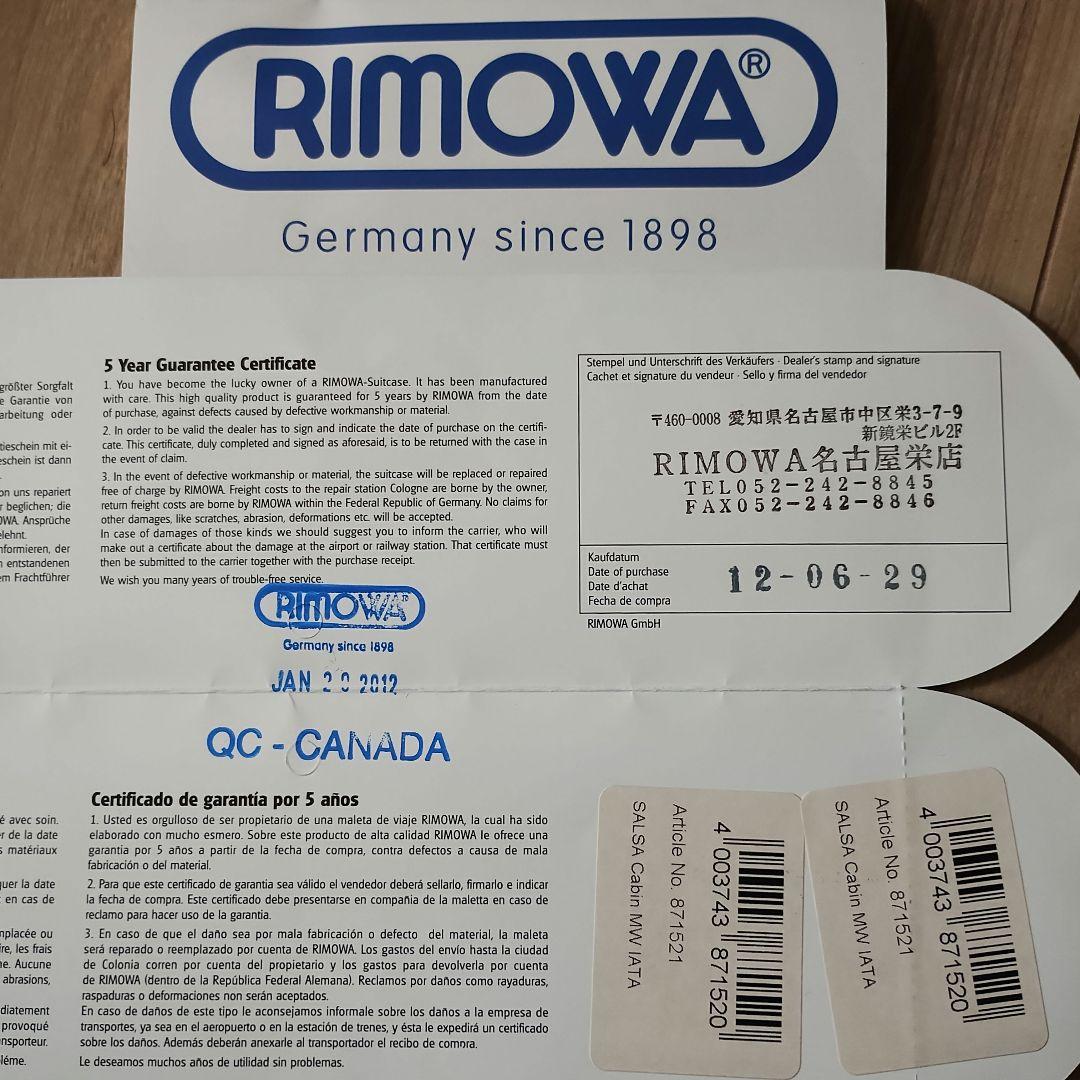 RIMOWA®
Germany since 1898
größter Sorgfalt
e Garantie von
arbeitung oder
tieschein mit ei-
eschein ist dann
on uns repariert
r beglichen; die
OWA. Ansprüche
elehnt.
nformieren, der
n entstandenen
em Frachtführer
5 Year Guarantee Certificate
1. You have become the lucky owner of a RIMOWA-Suitcase. It has been manufactured
with care. This high quality product is guaranteed for 5 years by RIMOWA from the date
of purchase, against defects caused by defective workmanship or material.
2. In order to be valid the dealer has to sign and indicate the date of purchase on the certifi-
cate. This certificate, duly completed and signed as aforesaid, is to be returned with the case in
the event of claim.
3. In the event of defective workmanship or material, the suitcase will be replaced or repaired
free of charge by RIMOWA. Freight costs to the repair station Cologne are borne by the owner,
return freight costs are borne by RIMOWA within the Federal Republic of Germany. No claims for
other damages, like scratches, abrasion, deformations etc. will be accepted.
In case of damages of those kinds we should suggest you to inform the carrier, who will
make out a certificate about the damage at the airport or railway station. That certificate must
then be submitted to the carrier together with the purchase receipt.
We wish you many years of trouble-free service.
RIMOWA
Germany since 1898
JAN 2 2012
QC - CANADA
Stempel und Unterschrift des Verkäufers · Dealer's stamp and signature
Cachet et signature du vendeur · Sello y firma del vendedor
〒460-0008 愛知県名古屋市中区栄3-7-9
新鏡栄ビル2F
RIMOWA名古屋栄店
TEL052-242-8845
FAX052-242-8846
Kaufdatum
Date of purchase
Date d'achat
Fecha de compra
12-06-29
RIMOWA GmbH
é avec soin.
r de la date
s matériaux
quer la date
en cas de
mplacée ou
ire, les frais
ne. Aucune
abrasions,
diatement
provoqué
nsporteur.
léme.
Certificado de garantía por 5 años
1. Usted es orgulloso de ser propietario de una maleta de viaje RIMOWA, la cual ha sido
elaborado con mucho esmero. Sobre este producto de alta calidad RIMOWA le ofrece una
garantia por 5 años a partir de la fecha de compra, contra defectos a causa de mala
fabricación o del material.
2. Para que este certificado de garantia sea válido el vendedor deberá sellarlo, firmarlo e indicar
la fecha de compra. Este certificado debe presentarse en compañia de la maletta en caso de
reclamo para hacer uso de la garantia.
3. En caso de que el daño sea por mala fabricación o defecto del material, la maleta
será reparado o reemplazado por cuenta de RIMOWA. Los gastos del envío hasta la ciudad
de Colonia corren por cuenta del propietario y los gastos para devolverla por cuenta
de RIMOWA (dentro de la República Federal Alemana). Reclamos por daños como rayaduras,
raspaduras o deformaciones non serán aceptados.
En caso de daños de este tipo le aconsejamos informale sobre los daños a la empresa de
transportes, ya sea en el aeropuerto o en la estación de trenes, y ésta le expedirá un certificado
sobre los daños. Además deberán anexarle al transportador el recibo de compra.
Le deseamos muchos años de utilidad sin problemas.
4 003743 871520
Article No. 871521
SALSA Cabin MW IATA
4 003743 871520
Article No. 871521
SALSA Cabin MW IATA